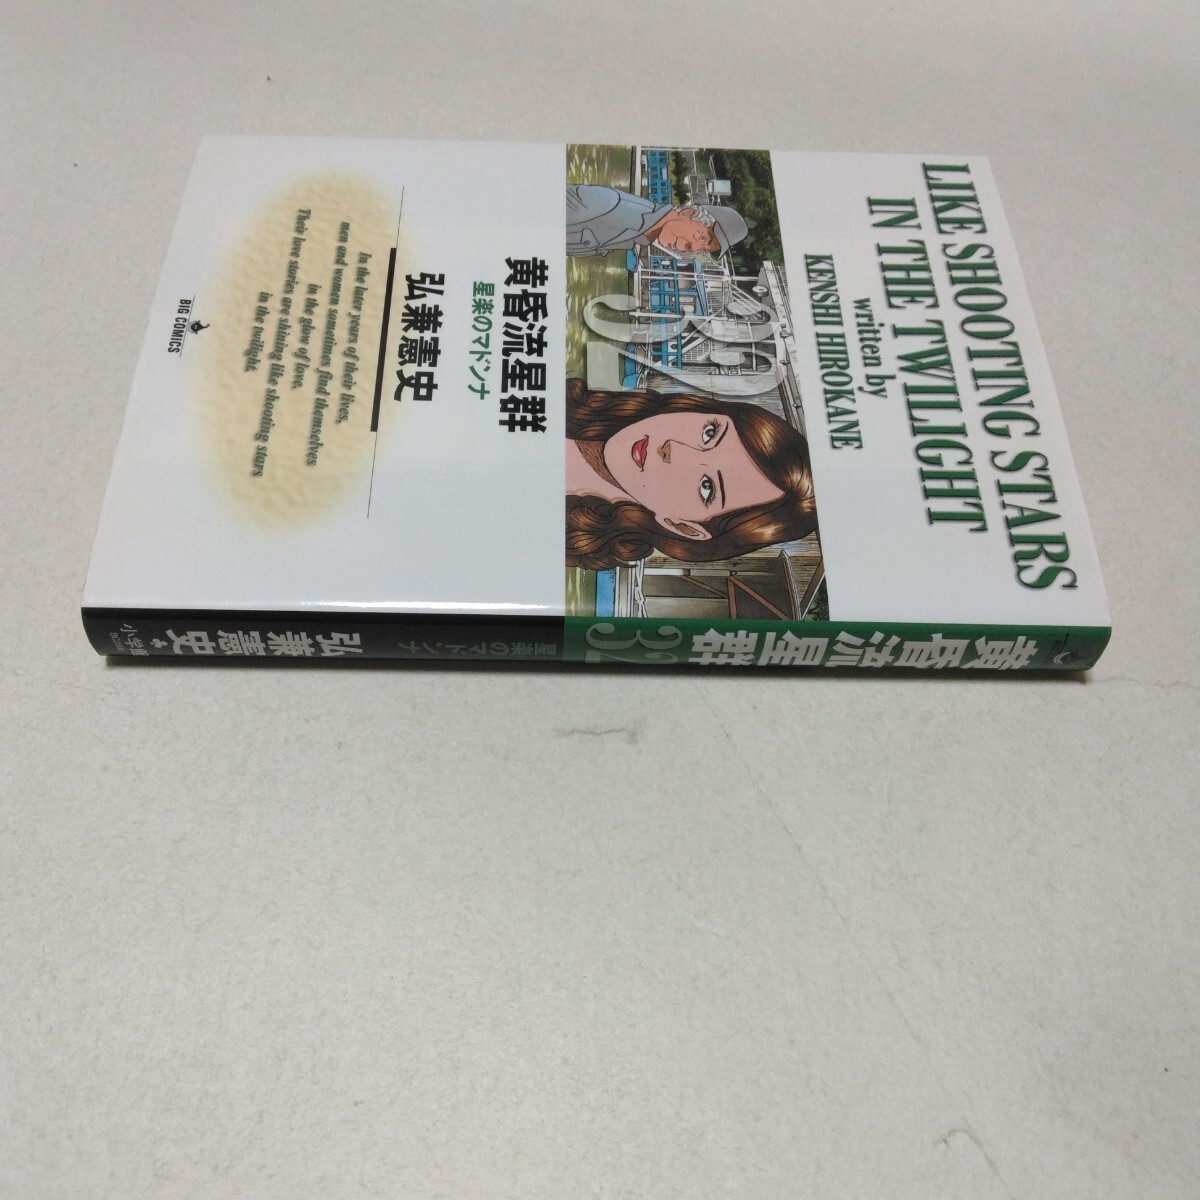 LIKE SHOOTING STARS
IN THE TWILIGHT
written by
KENSHI HIROKANE
32
黄昏流星群
星楽のマドンナ
弘兼憲史
In the later years of their lives,
men and women sometimes find themselves
in the glow of love.
Their love stories are shining like shooting stars
in the twilight.
BIG COMICS
黄昏流星群
32
星楽のマドンナ
弘兼憲史
小学館